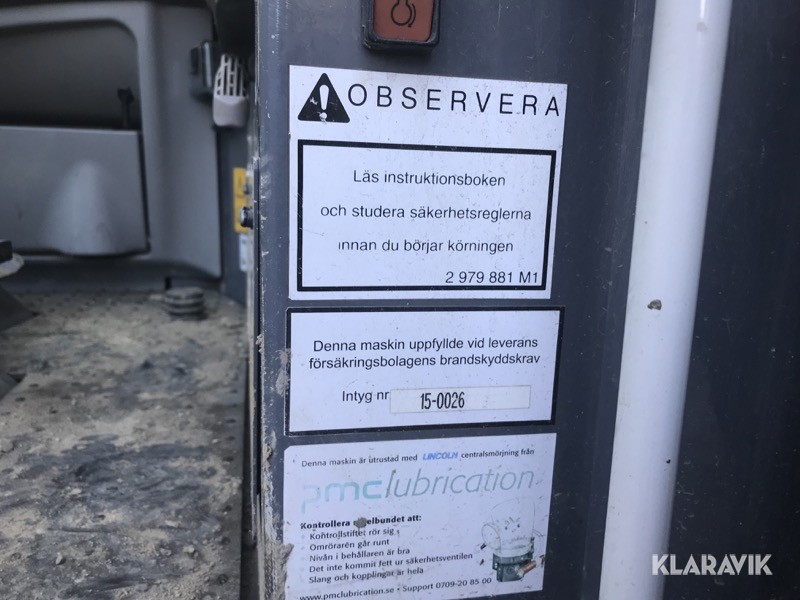 OBSERVERA
Läs instruktionsboken
och studera säkerhetsreglerna
innan du börjar körningen
2 979 881 M1
Denna maskin uppfyllde vid leverans
försäkringsbolagens brandskyddskrav
Intyg nr 15-0026
Denna maskin är utrustad med LINCOLN centralsmörjning från
pmclubrication
Kontrollera regelbundet att:
- Kontrollstiftet rör sig
- Omröraren går runt
- Nivån i behållaren är bra
- Det inte kommit fett ur säkerhetsventilen
- Slang och kopplingar är hela
www.pmclubrication.se • Support 0709-20 85 00
KLARAVIK